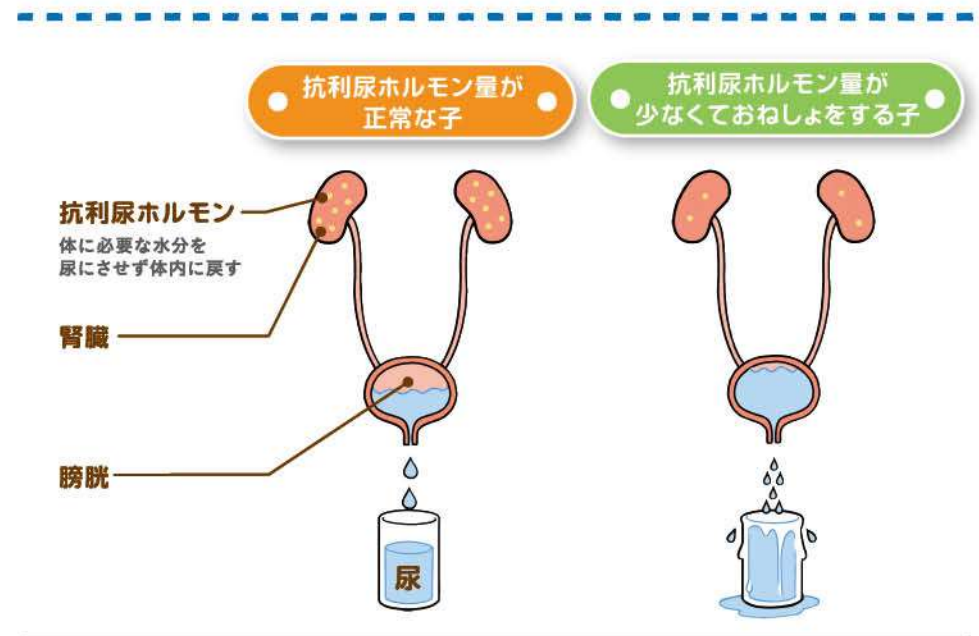 抗利尿ホルモン量が
正常な子
抗利尿ホルモン量が
少なくておねしょをする子
抗利尿ホルモン
体に必要な水分を
尿にさせず体内に戻す
腎臓
膀胱
尿